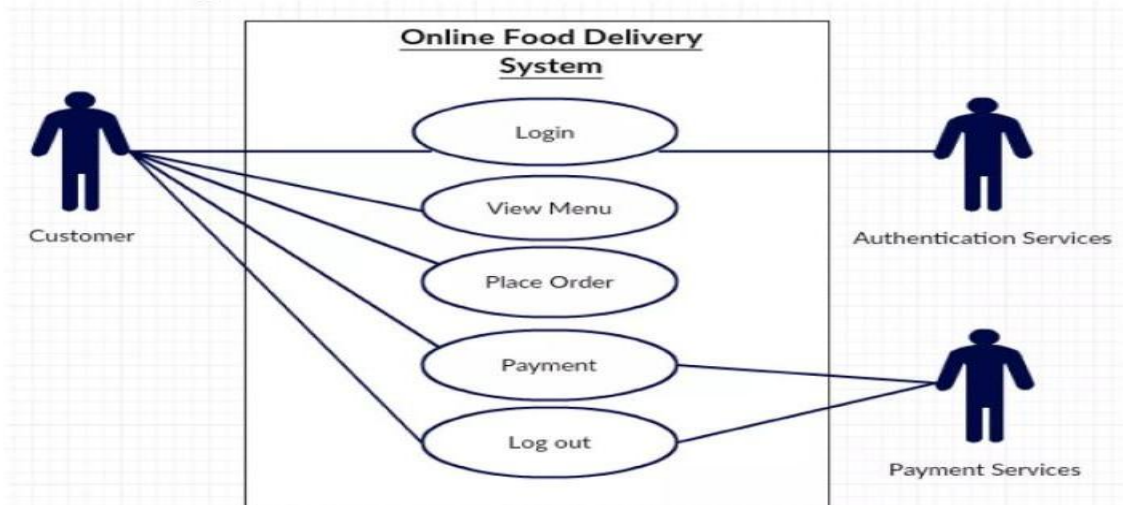 Online Food Delivery
System
Login
View Menu
Customer
Authentication Services
Place Order
Payment
Log out
Payment Services